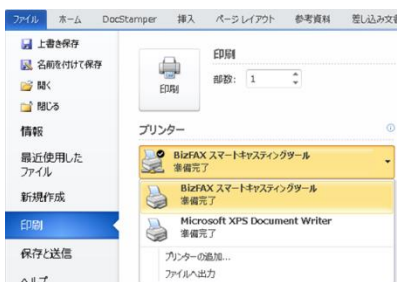 ファイル ホーム DocStamper 挿入 ページ レイアウト 参考資料 差し込み文
上書き保存
名前を付けて保存
開く
閉じる
情報
最近使用した
ファイル
新規作成
印刷
保存と送信
ヘルプ
印刷
印刷
部数: 1
プリンター
BizFAX スマートキャスティングツール
準備完了
BizFAX スマートキャスティングツール
準備完了
Microsoft XPS Document Writer
準備完了
プリンターの追加...
ファイルへ出力